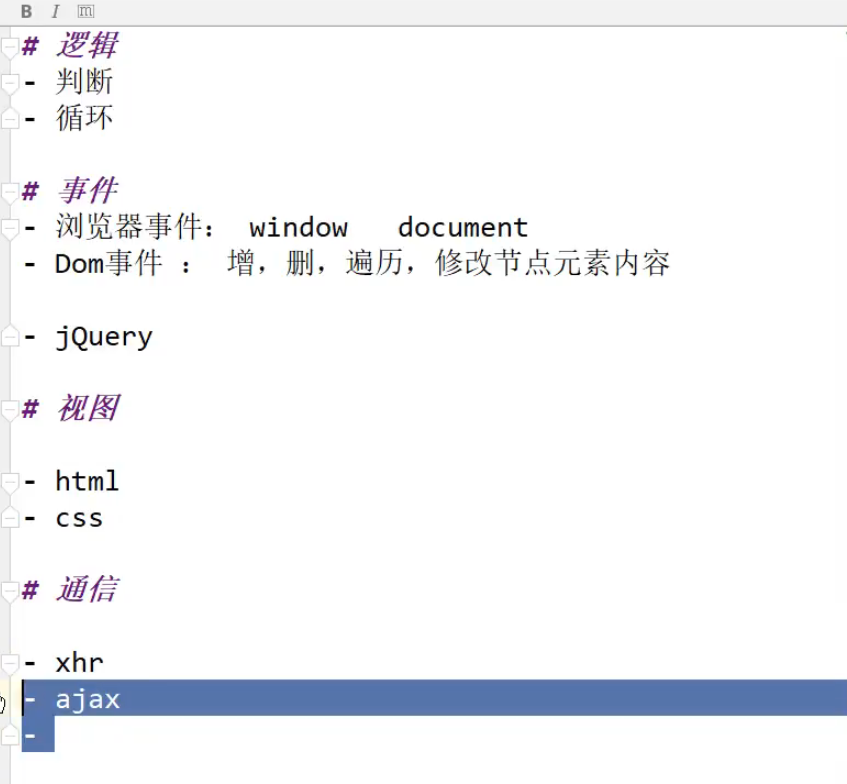 B I m
# 逻辑
- 判断
- 循环
# 事件
- 浏览器事件： window document
- Dom事件 ： 增，删，遍历，修改节点元素内容
- jQuery
# 视图
- html
- css
# 通信
- xhr
- ajax
-